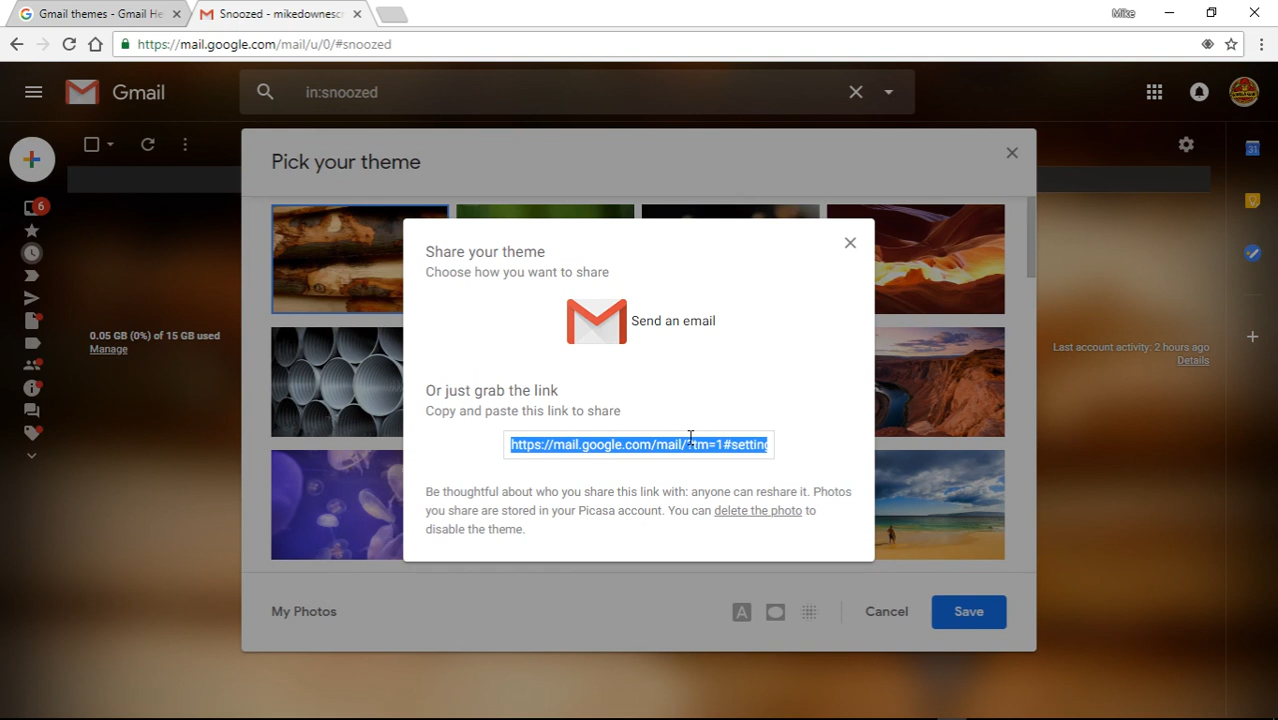 Gmail themes - Gmail He
Snoozed - mikedownesc
Mike
https://mail.google.com/mail/u/0/#snoozed
Gmail
in:snoozed
Pick your theme
6
31
Share your theme
Choose how you want to share
Send an email
0.05 GB (0%) of 15 GB used
Manage
Last account activity: 2 hours ago
Details
Or just grab the link
Copy and paste this link to share
https://mail.google.com/mail/?tm=1#setting
Be thoughtful about who you share this link with: anyone can reshare it. Photos
you share are stored in your Picasa account. You can delete the photo to
disable the theme.
My Photos
A
Cancel
Save